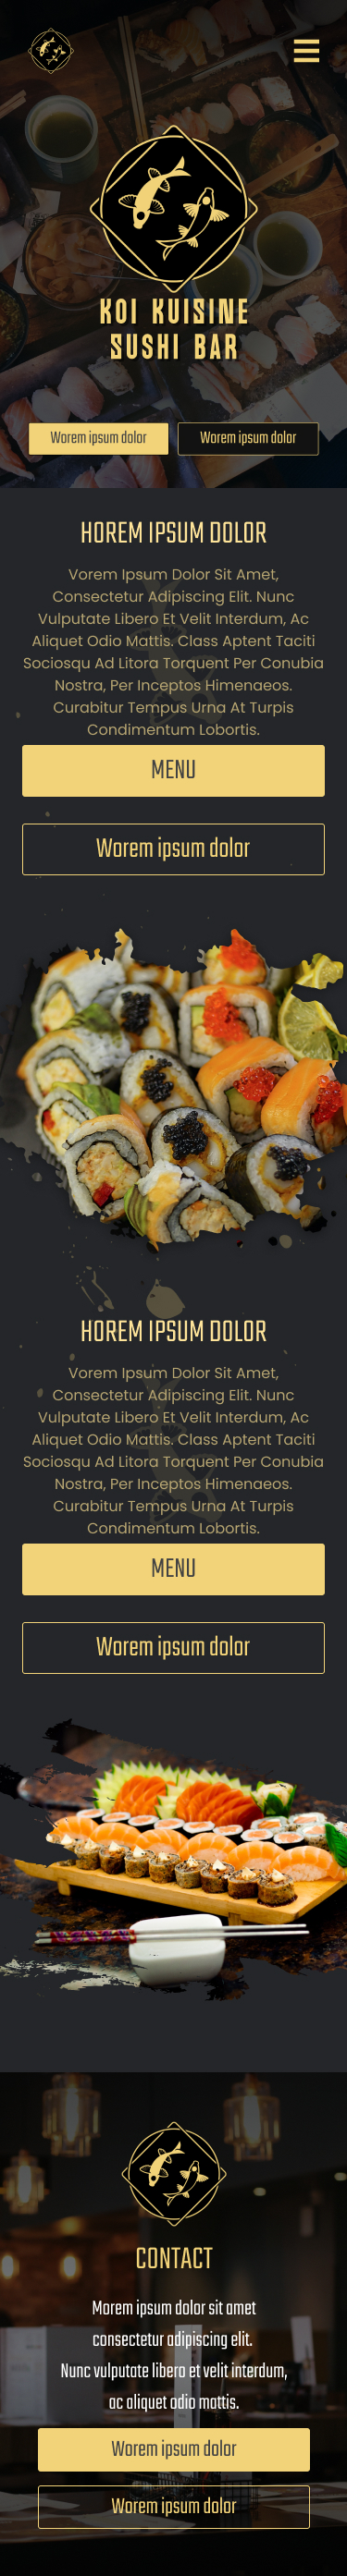 KOI KUISINE
SUSHI BAR
Worem ipsum dolor
Worem ipsum dolor
HOREM IPSUM DOLOR
Vorem Ipsum Dolor Sit Amet,
Consectetur Adipiscing Elit. Nunc
Vulputate Libero Et Velit Interdum, Ac
Aliquet Odio Mattis. Class Aptent Taciti
Sociosqu Ad Litora Torquent Per Conubia
Nostra, Per Inceptos Himenaeos.
Curabitur Tempus Urna At Turpis
Condimentum Lobortis.
MENU
Worem ipsum dolor
HOREM IPSUM DOLOR
Vorem Ipsum Dolor Sit Amet,
Consectetur Adipiscing Elit. Nunc
Vulputate Libero Et Velit Interdum, Ac
Aliquet Odio Mattis. Class Aptent Taciti
Sociosqu Ad Litora Torquent Per Conubia
Nostra, Per Inceptos Himenaeos.
Curabitur Tempus Urna At Turpis
Condimentum Lobortis.
MENU
Worem ipsum dolor
CONTACT
Morem ipsum dolor sit amet
consectetur adipiscing elit.
Nunc vulputate libero et velit interdum,
ac aliquet odio mattis.
Worem ipsum dolor
Worem ipsum dolor